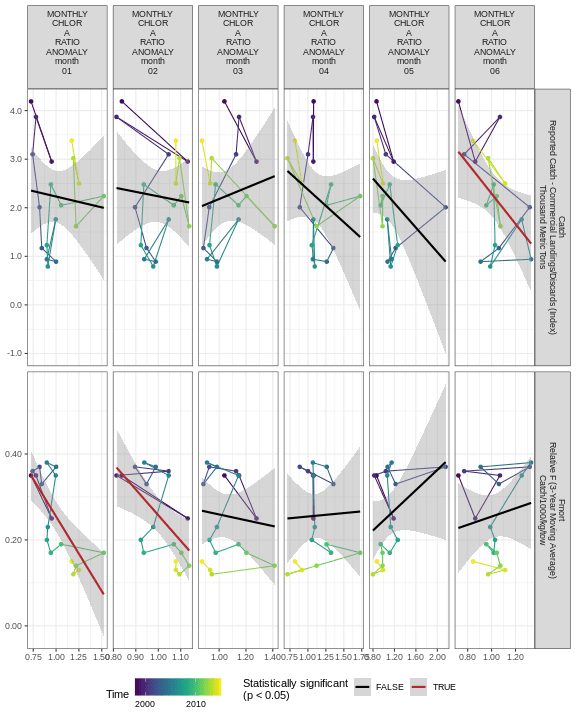 MONTHLY
CHLOR
A
RATIO
ANOMALY
month
01
MONTHLY
CHLOR
A
RATIO
ANOMALY
month
02
MONTHLY
CHLOR
A
RATIO
ANOMALY
month
03
MONTHLY
CHLOR
A
RATIO
ANOMALY
month
04
MONTHLY
CHLOR
A
RATIO
ANOMALY
month
05
MONTHLY
CHLOR
A
RATIO
ANOMALY
month
06
4.0
3.0
2.0
1.0
0.0
-1.0
Catch
Reported Catch - Commercial Landings/Discards (Index)
Thousand Metric Tons
0.40
0.20
0.00
Fmort
Relative F (3-Year Moving Average)
Catch/1000/kg/tow
0.75 1.00 1.25 1.50
0.80 0.90 1.00 1.10
1.00 1.20 1.40
0.75 1.00 1.25 1.50 1.75
0.80 1.20 1.60 2.00
0.80 1.00 1.20
Time
2000 2010
Statistically significant
(p < 0.05)
FALSE TRUE